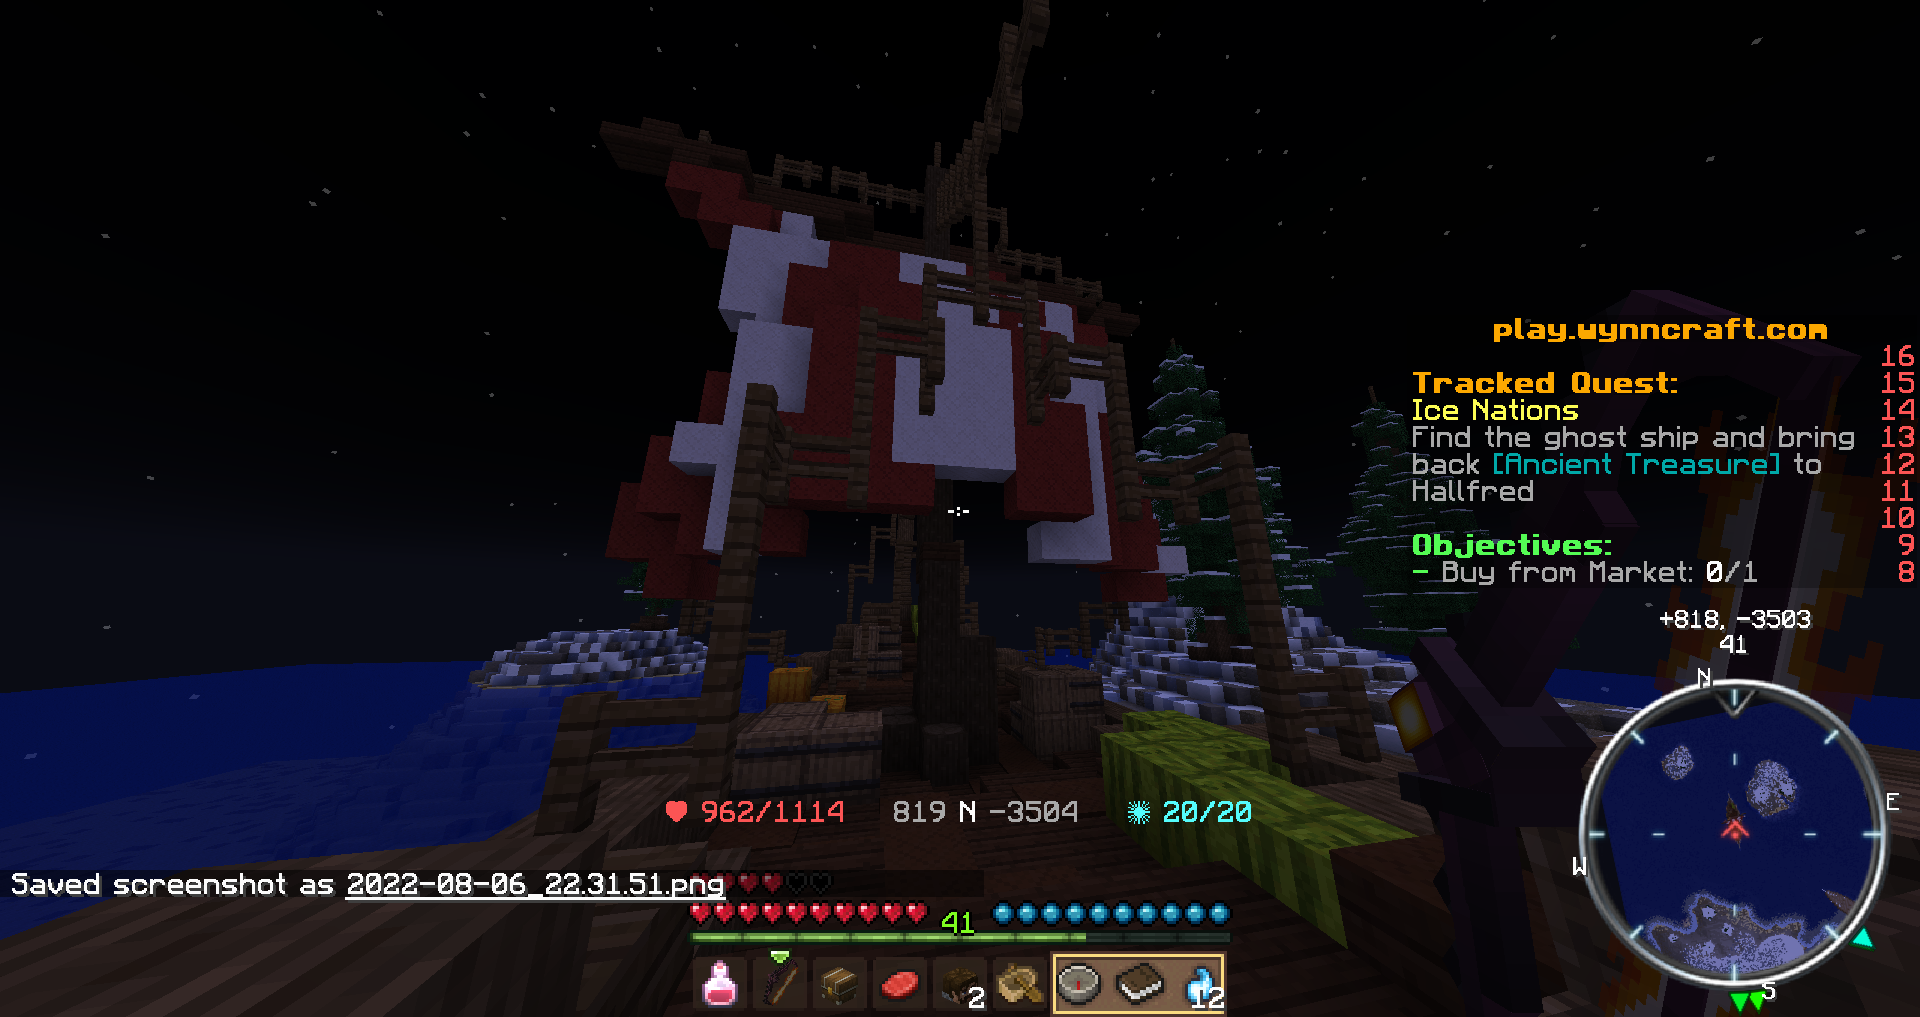 play.wynncraft.com
16
Tracked Quest: 15
Ice Nations 14
Find the ghost ship and bring 13
back [Ancient Treasure] to 12
Hallfred 11
10
Objectives: 9
- Buy from Market: 0/1 8
+818, -3503
41
N
E
W
S
962/1114 819 N -3504 20/20
Saved screenshot as 2022-08-06_22.31.51.png
41
2
12